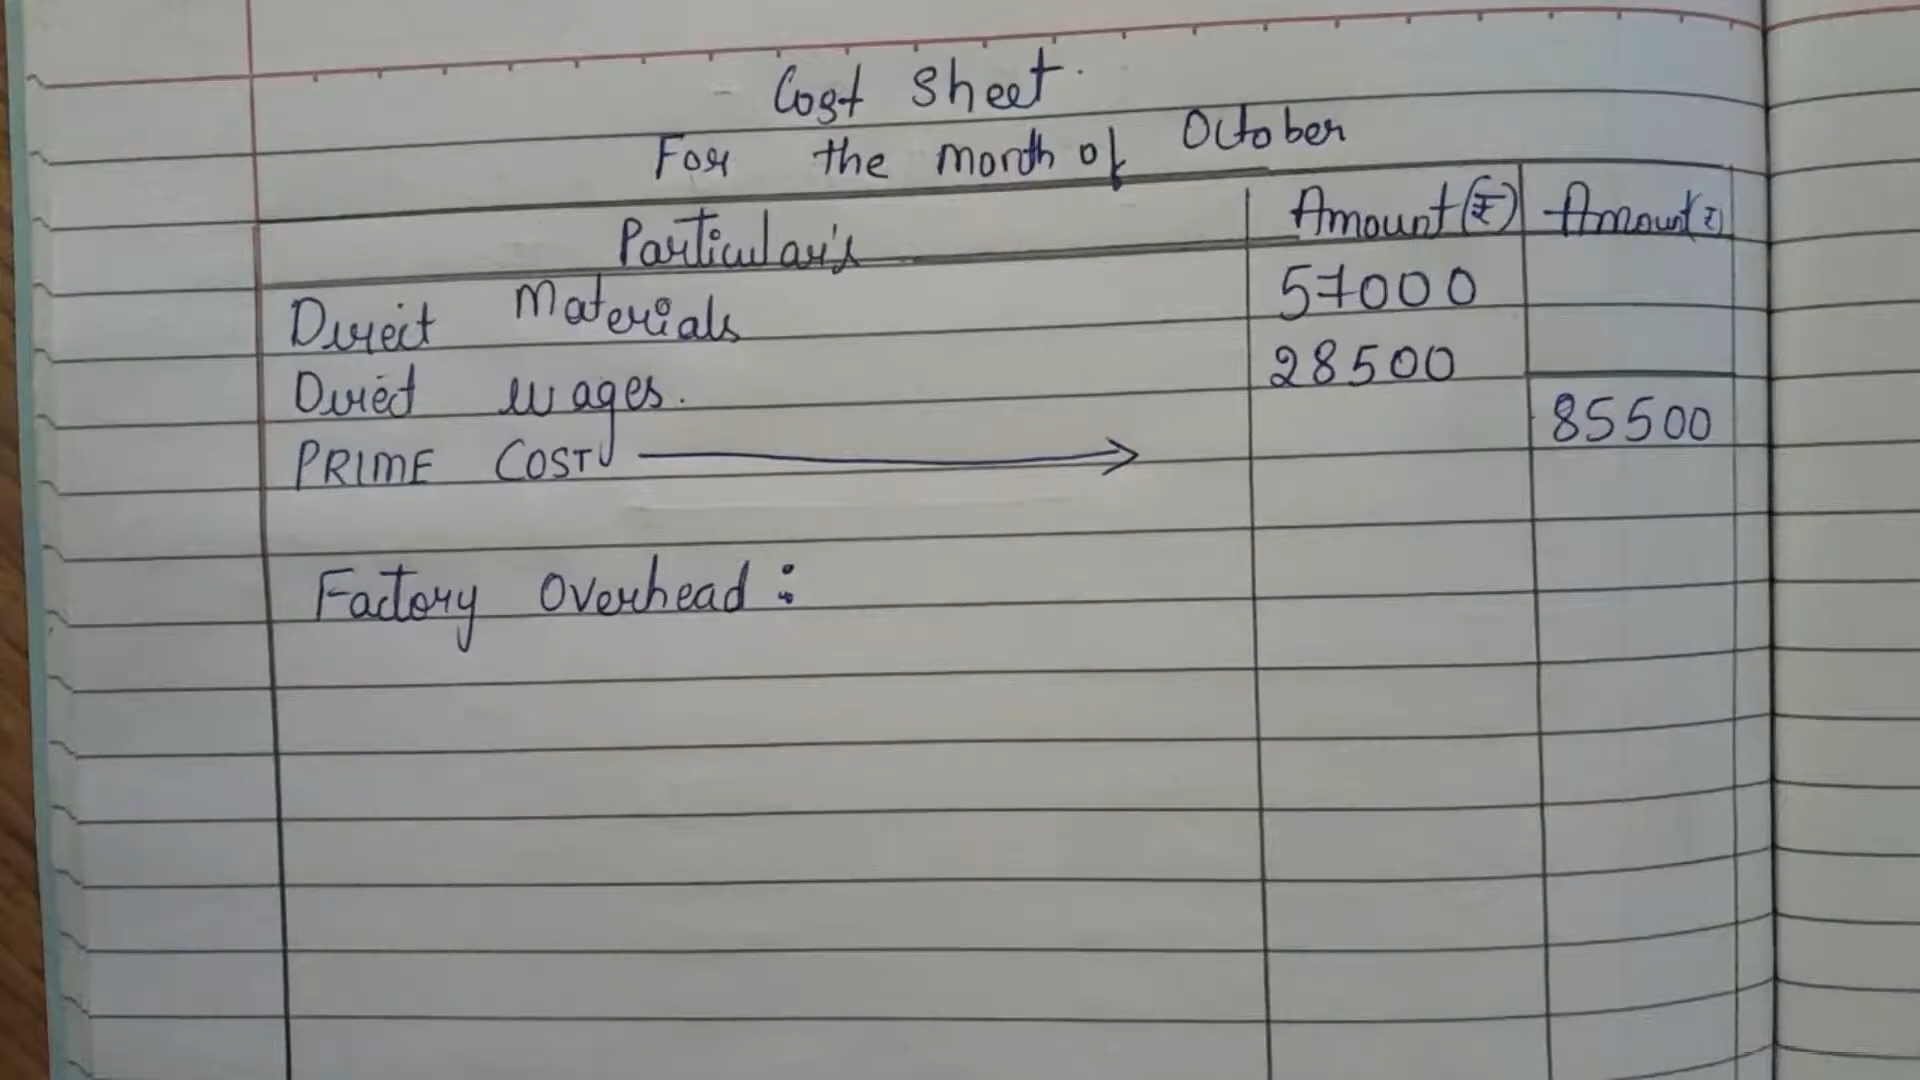 Cost Sheet.
For the month of October
Particular's Amount (₹) Amount (₹)
Direct Materials 57000
Direct wages. 28500
PRIME COST 85500
Factory Overhead :